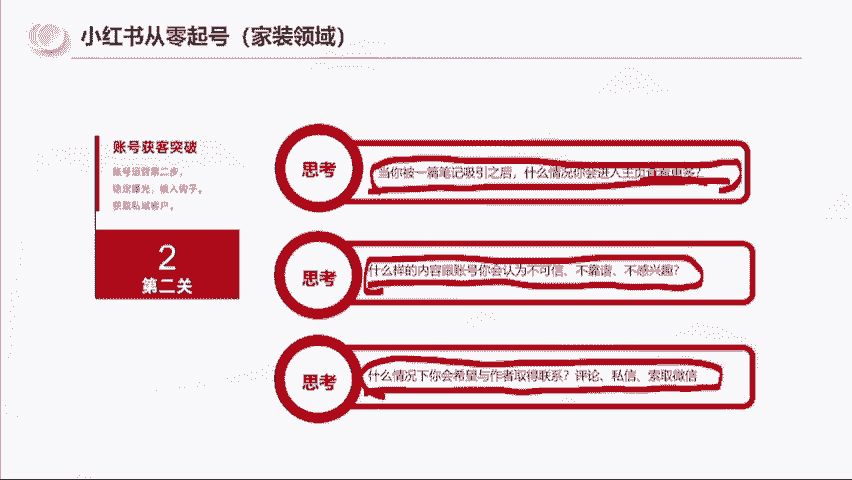 小红书从零起号（家装领域）
账号获客突破
账号运营第二步，
稳定曝光，植入钩子。
获取私域客户。
2
第二关
思考
当你被一篇笔记吸引之后，什么情况你会进入主页查看更多？
思考
什么样的内容跟账号你会认为不可信、不靠谱、不感兴趣？
思考
什么情况下你会希望与作者取得联系？评论、私信、索取微信